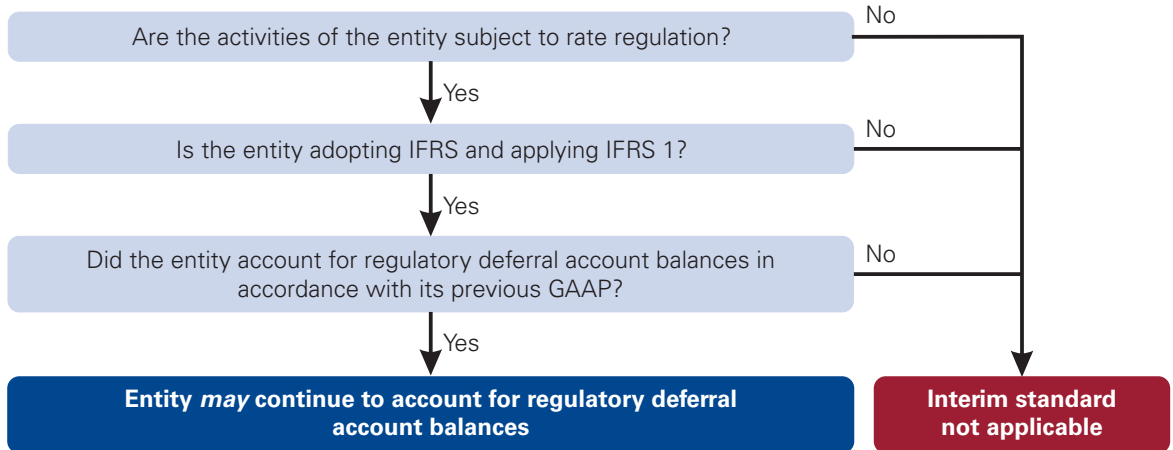 Are the activities of the entity subject to rate regulation?
No
Yes
Is the entity adopting IFRS and applying IFRS 1?
No
Yes
Did the entity account for regulatory deferral account balances in
accordance with its previous GAAP?
No
Yes
Entity may continue to account for regulatory deferral
account balances
Interim standard
not applicable